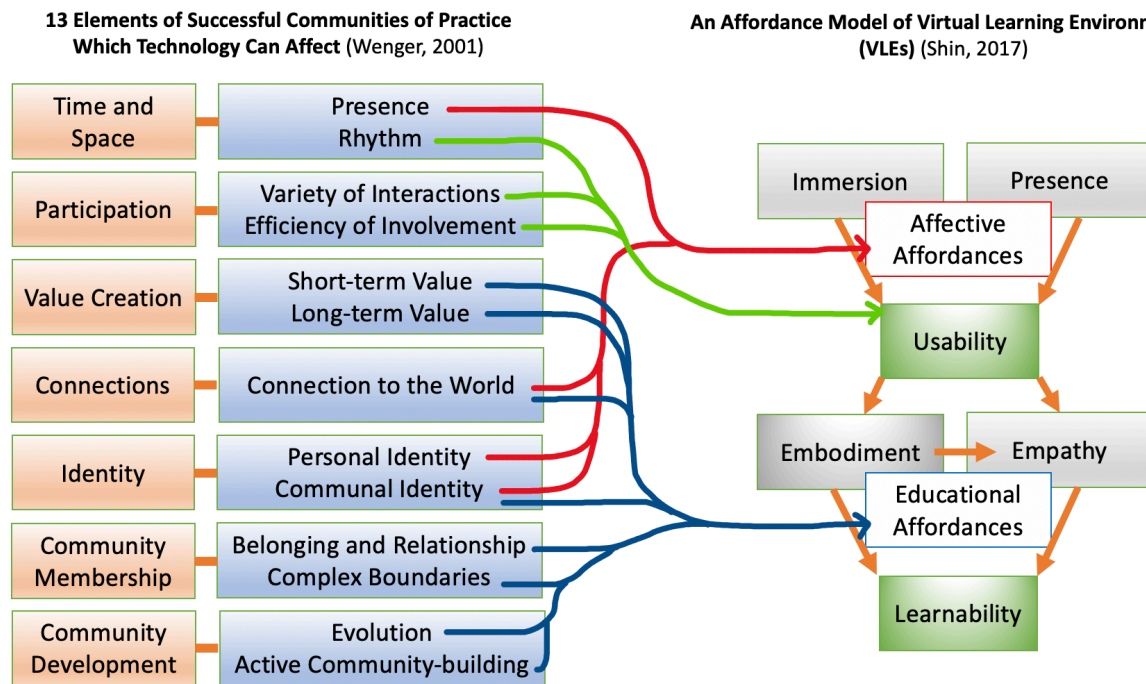 13 Elements of Successful Communities of Practice
Which Technology Can Affect (Wenger, 2001)
An Affordance Model of Virtual Learning Environm
(VLEs) (Shin, 2017)
Time and
Space
Presence
Rhythm
Participation
Variety of Interactions
Efficiency of Involvement
Value Creation
Short-term Value
Long-term Value
Connections
Connection to the World
Identity
Personal Identity
Communal Identity
Community
Membership
Belonging and Relationship
Complex Boundaries
Community
Development
Evolution
Active Community-building
Immersion
Presence
Affective
Affordances
Usability
Embodiment
Empathy
Educational
Affordances
Learnability